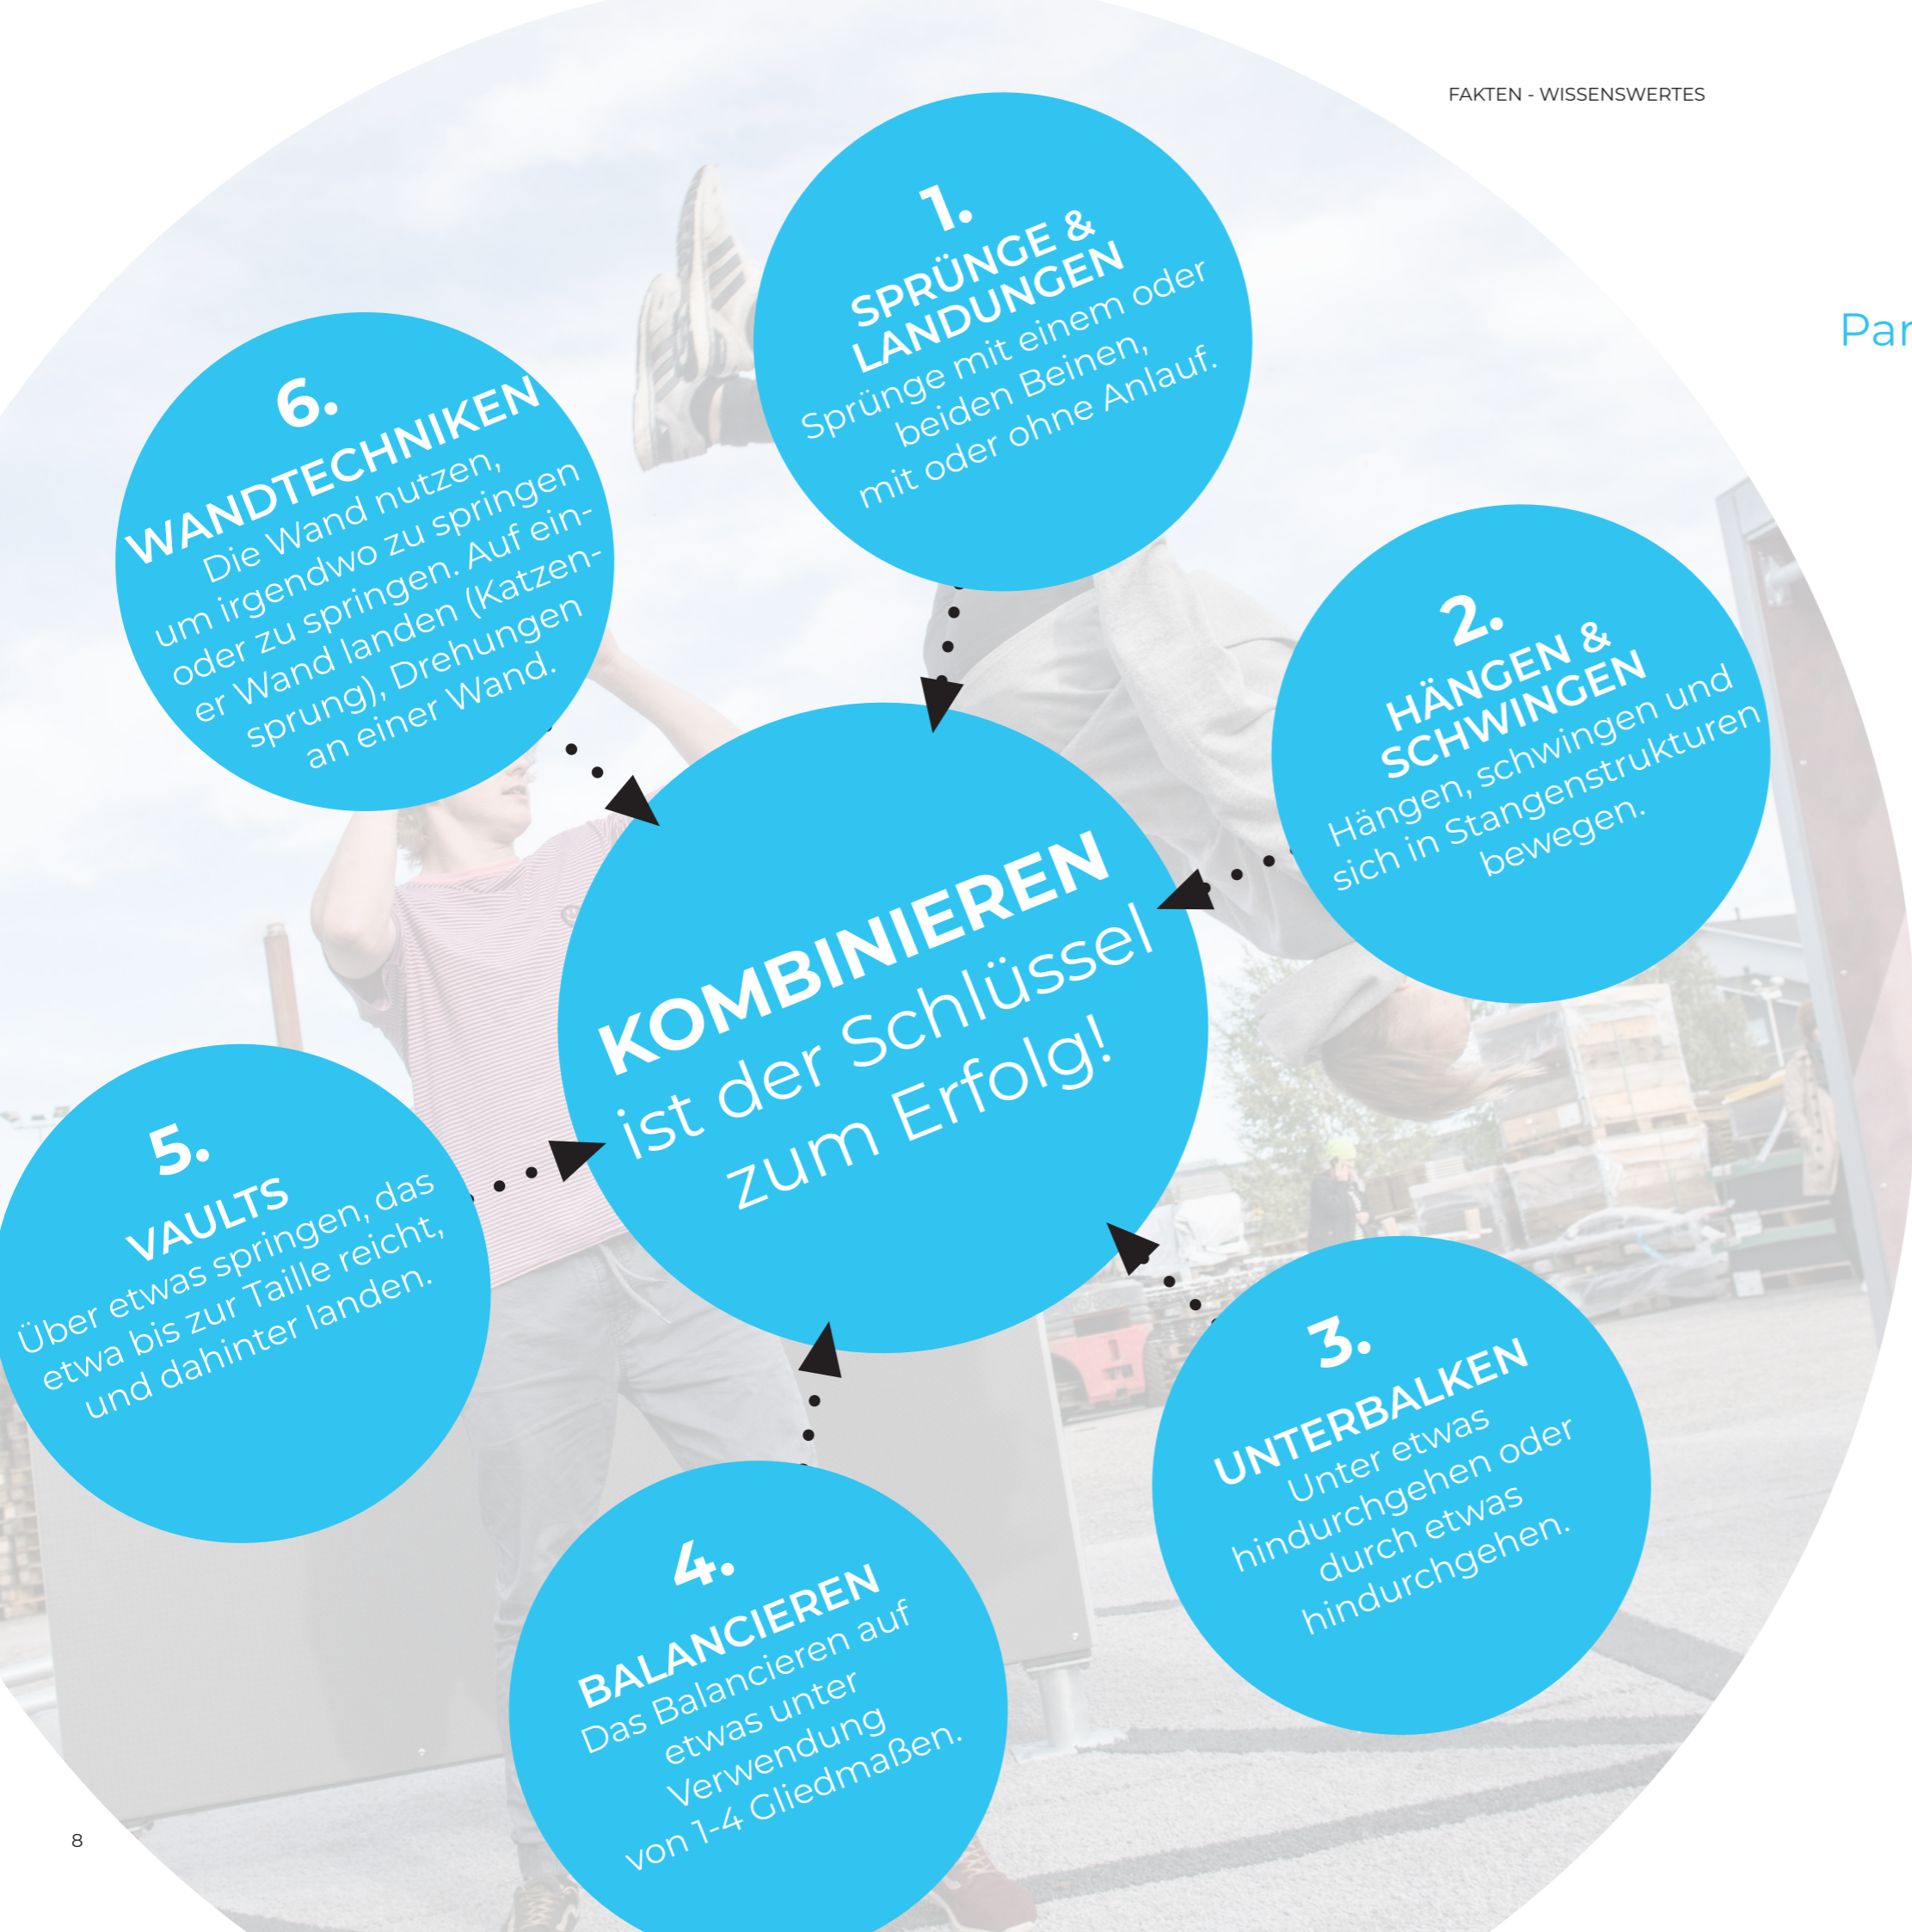 FAKTEN - WISSENSWERTES
Par
1.
SPRÜNGE &
LANDUNGEN
Sprünge mit einem oder
beiden Beinen,
mit oder ohne Anlauf.
2.
HÄNGEN &
SCHWINGEN
Hängen, schwingen und
sich in Stangenstrukturen
bewegen.
3.
UNTERBALKEN
Unter etwas
hindurchgehen oder
durch etwas
hindurchgehen.
4.
BALANCIEREN
Das Balancieren auf
etwas unter
Verwendung
von 1-4 Gliedmaßen.
5.
VAULTS
Über etwas springen, das
etwa bis zur Taille reicht,
und dahinter landen.
6.
WANDTECHNIKEN
Die Wand nutzen,
um irgendwo zu springen
oder zu springen. Auf ein-
er Wand landen (Katzen-
sprung), Drehungen
an einer Wand.
KOMBINIEREN
ist der Schlüssel
zum Erfolg!
8